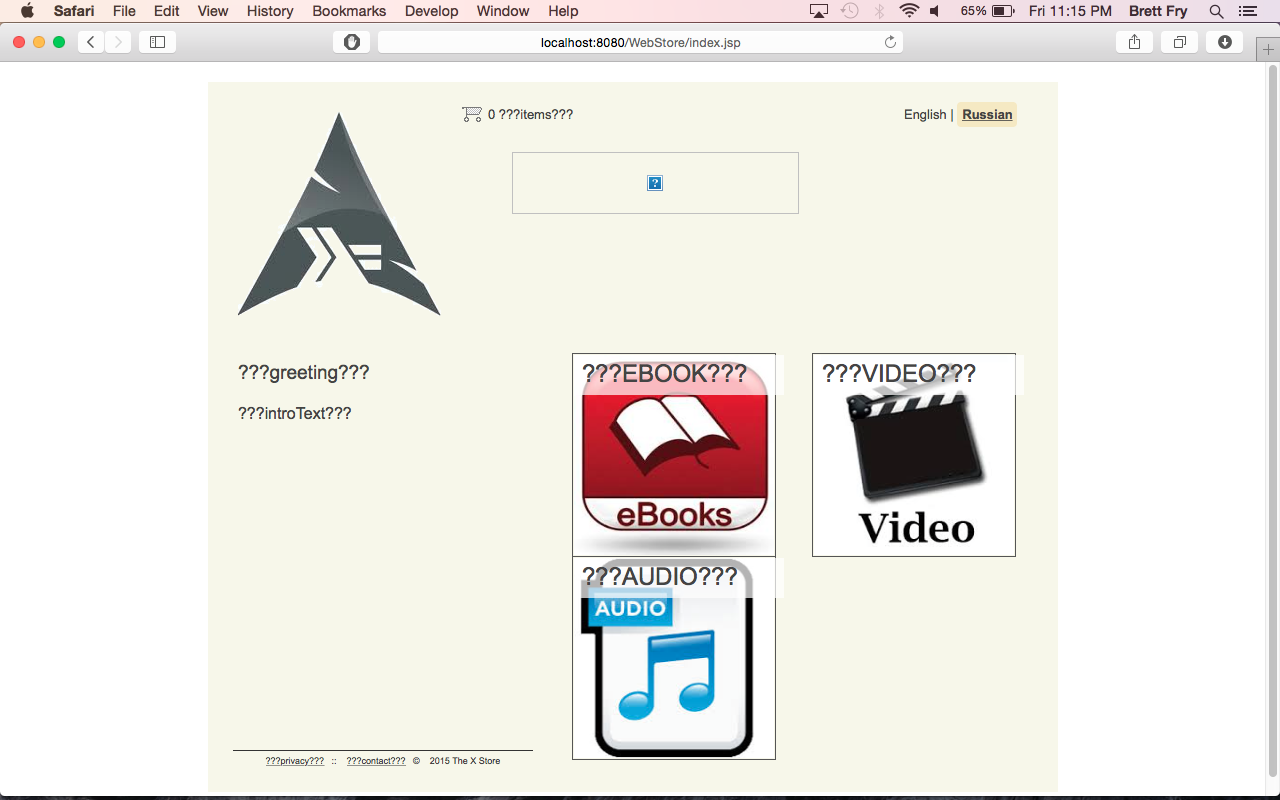 Safari File Edit View History Bookmarks Develop Window Help 65% Fri 11:15 PM Brett Fry
localhost:8080/WebStore/index.jsp
0 ???items???
English | Russian
?
???greeting???
???introText???
???EBOOK???
eBooks
???VIDEO???
Video
???AUDIO???
AUDIO
???privacy??? :: ???contact??? © 2015 The X Store